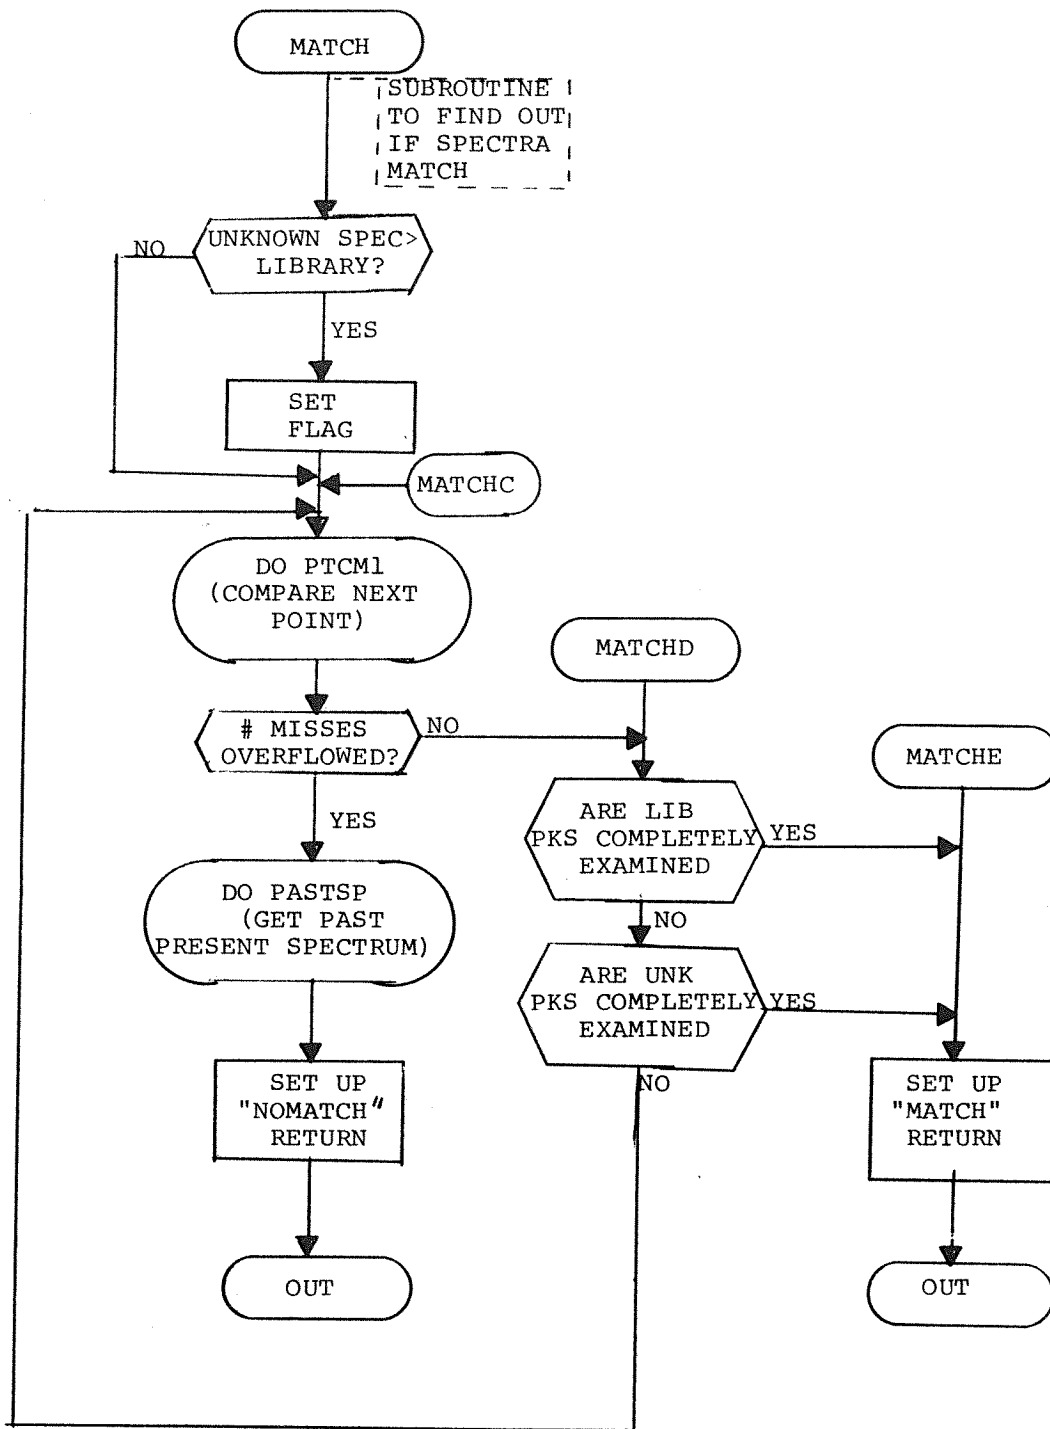 MATCH
SUBROUTINE
TO FIND OUT
IF SPECTRA
MATCH
UNKNOWN SPEC>
LIBRARY?
NO
YES
SET
FLAG
MATCHC
DO PTCM1
(COMPARE NEXT
POINT)
# MISSES
OVERFLOWED?
NO
YES
DO PASTSP
(GET PAST
PRESENT SPECTRUM)
SET UP
"NOMATCH"
RETURN
OUT
MATCHD
ARE LIB
PKS COMPLETELY
EXAMINED
YES
NO
ARE UNK
PKS COMPLETELY
EXAMINED
YES
NO
MATCHE
SET UP
"MATCH"
RETURN
OUT